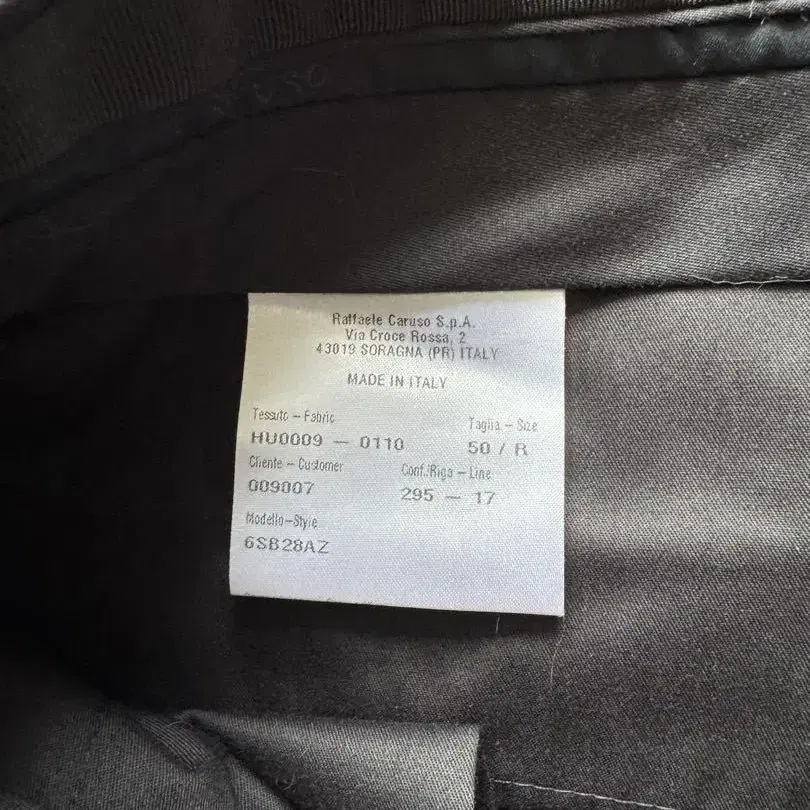 Raffaele Caruso S.p.A.
Via Croce Rossa, 2
43019 SORAGNA (PR) ITALY
MADE IN ITALY
Tessuto – Fabric
HU0009 – 0110
Taglia – Size
50 / R
Cliente – Customer
009007
Conf./Riga – Line
295 – 17
Modello–Style
6SB28AZ